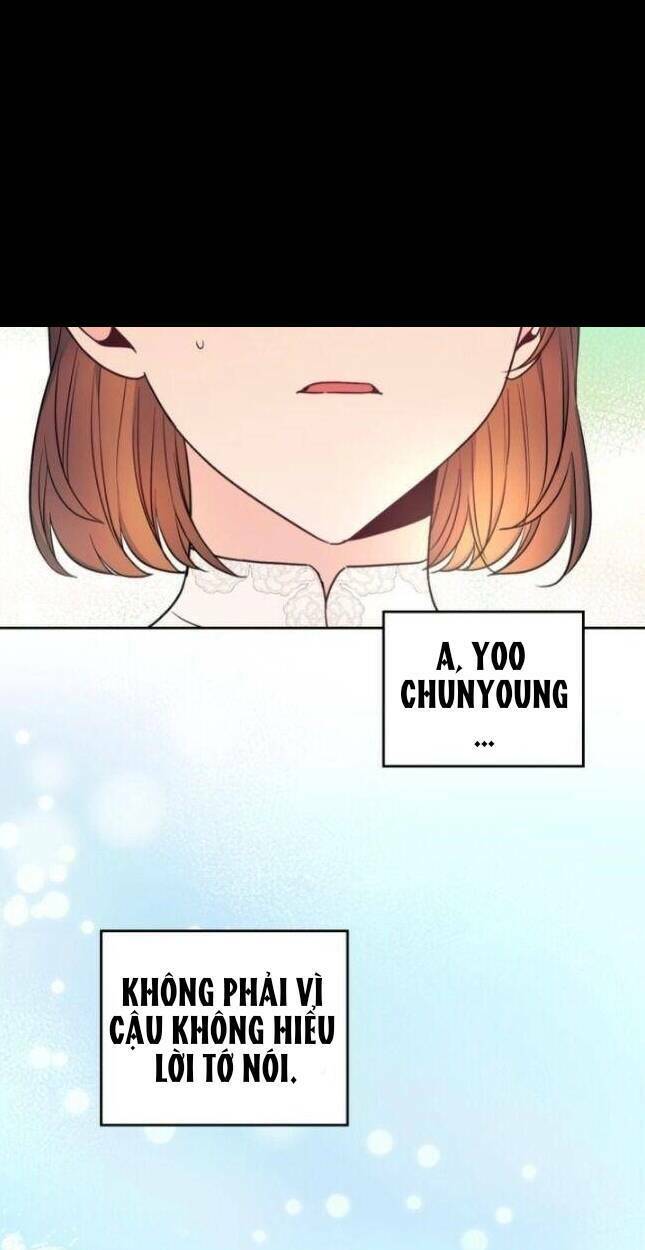 A, YOO
CHUNYOUNG
...
KHÔNG PHẢI VÌ
CẬU KHÔNG HIỂU
LỜI TỚ NÓI.